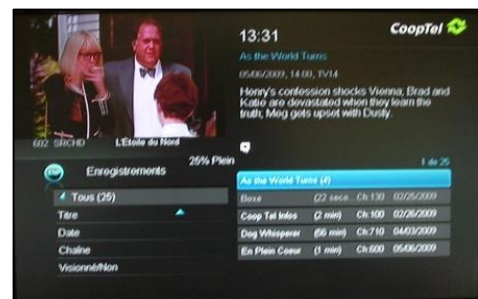 13:31
CoopTel
As the World Turns
05/06/2009, 14:00, TV14
Henry's confession shocks Vienna; Brad and
Katie are devastated when they learn the
truth; Meg gets upset with Dusty.
602 SRCHD L'Étoile du Nord
Enregistrements 25% Plein
1 de 25
Tous (25)
Titre
Date
Chaîne
Visionné/Non
As the World Turns (4)
Boxe (22 seco Ch:130 02/25/2009
Coop Tel Infos (2 min) Ch:100 02/26/2009
Dog Whisperer (56 min) Ch:710 04/03/2009
En Plein Coeur (1 min) Ch:600 05/06/2009